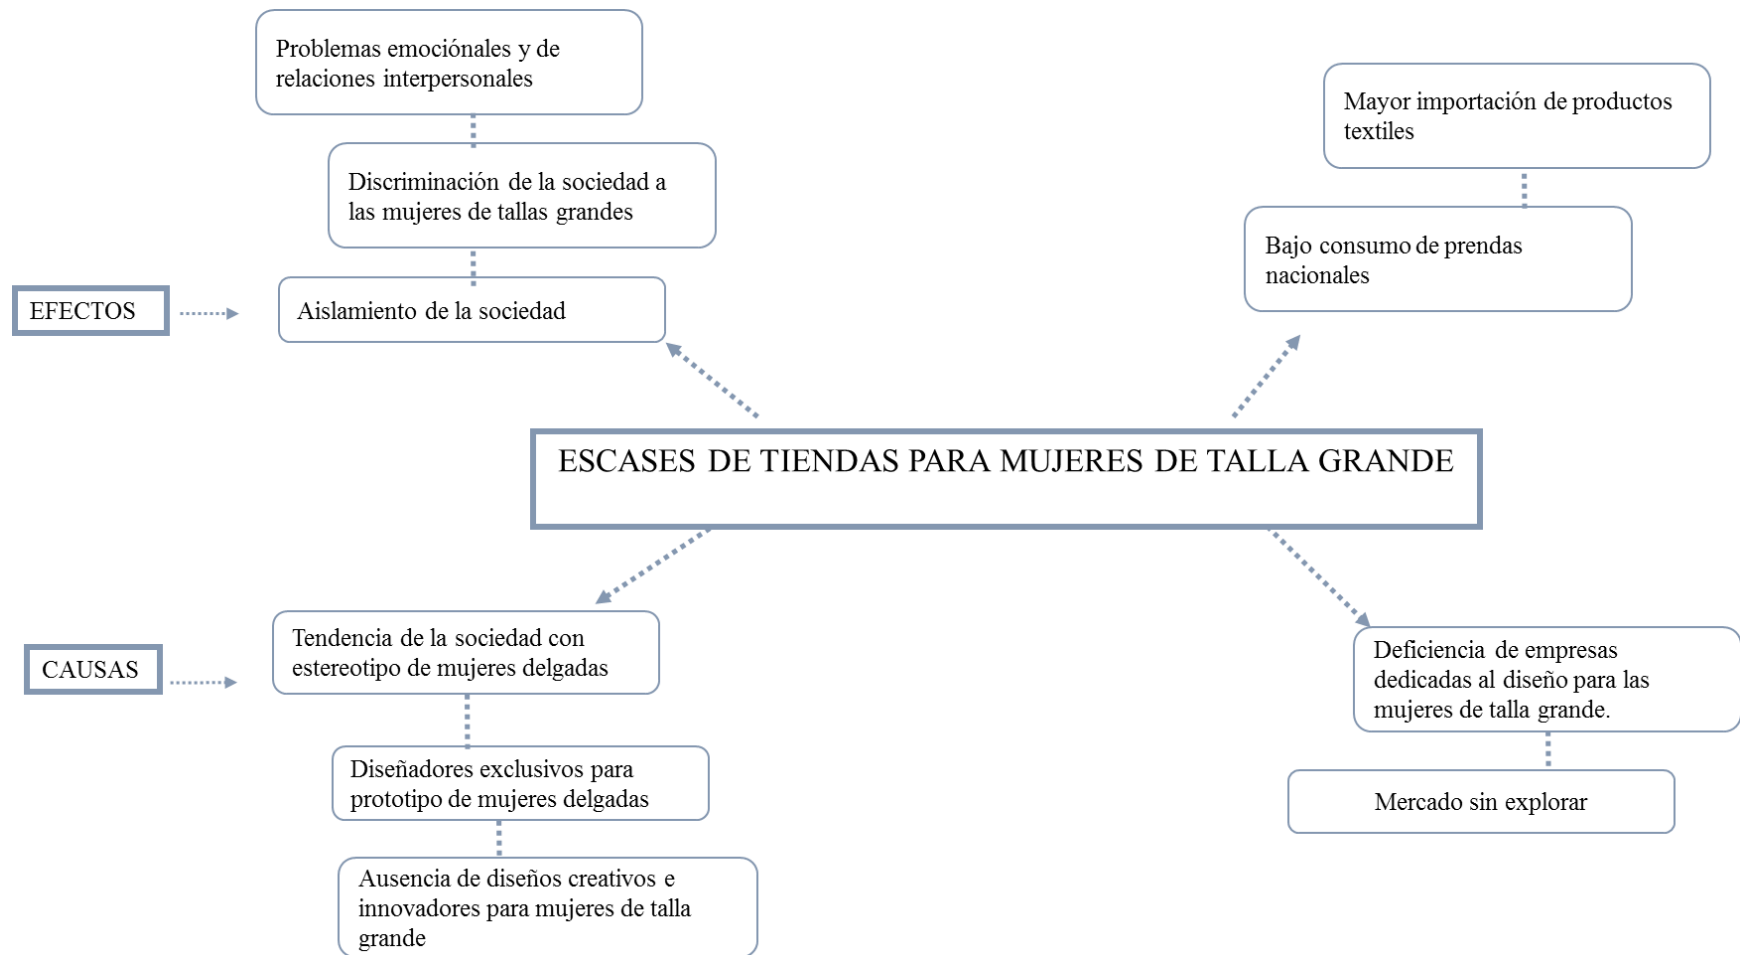 Problemas emociónales y de
relaciones interpersonales
Mayor importación de productos
textiles
Discriminación de la sociedad a
las mujeres de tallas grandes
Bajo consumo de prendas
nacionales
EFECTOS
Aislamiento de la sociedad
ESCASES DE TIENDAS PARA MUJERES DE TALLA GRANDE
CAUSAS
Tendencia de la sociedad con
estereotipo de mujeres delgadas
Deficiencia de empresas
dedicadas al diseño para las
mujeres de talla grande.
Diseñadores exclusivos para
prototipo de mujeres delgadas
Mercado sin explorar
Ausencia de diseños creativos e
innovadores para mujeres de talla
grande